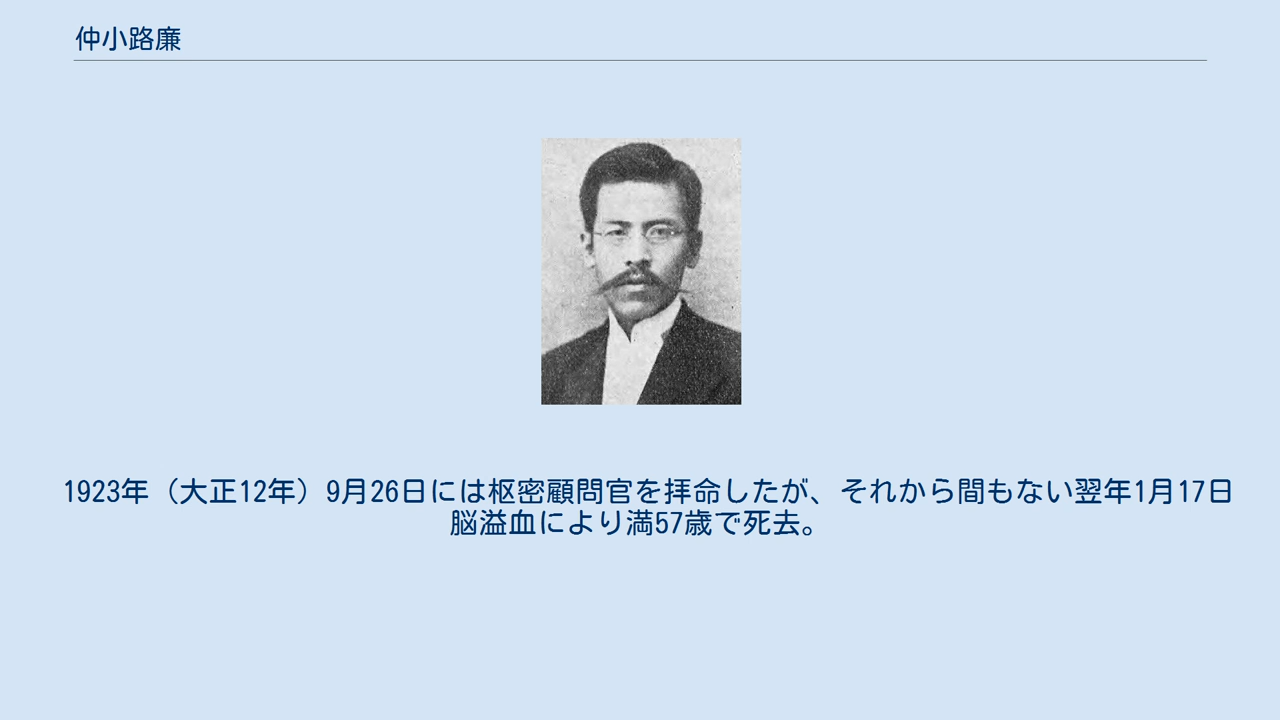 仲小路廉
1923年（大正12年）9月26日には枢密顧問官を拝命したが、それから間もない翌年1月17日
脳溢血により満57歳で死去。